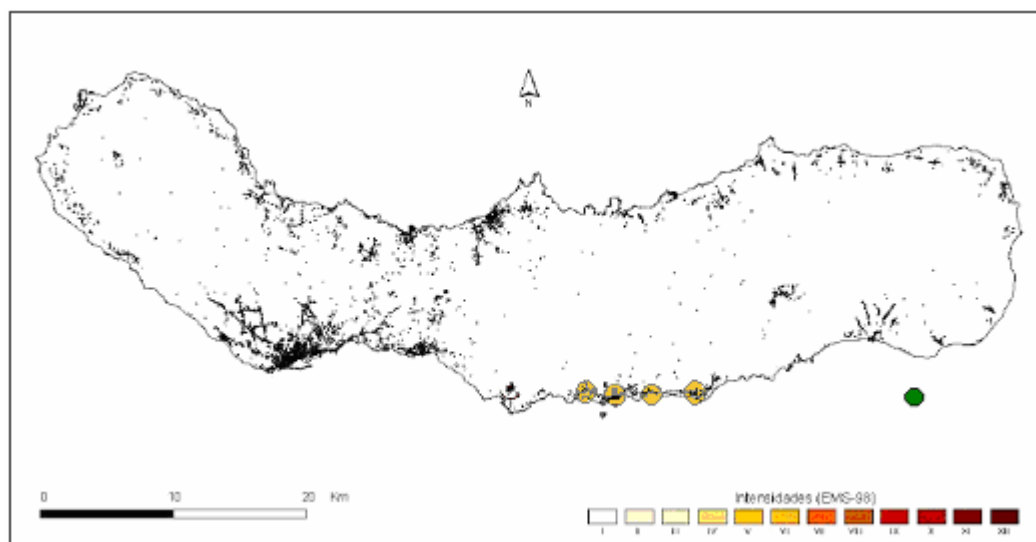 N
0 10 20 Km
Intensidades (EMS-98)
I II III IV V VI VII VIII IX X XI XII